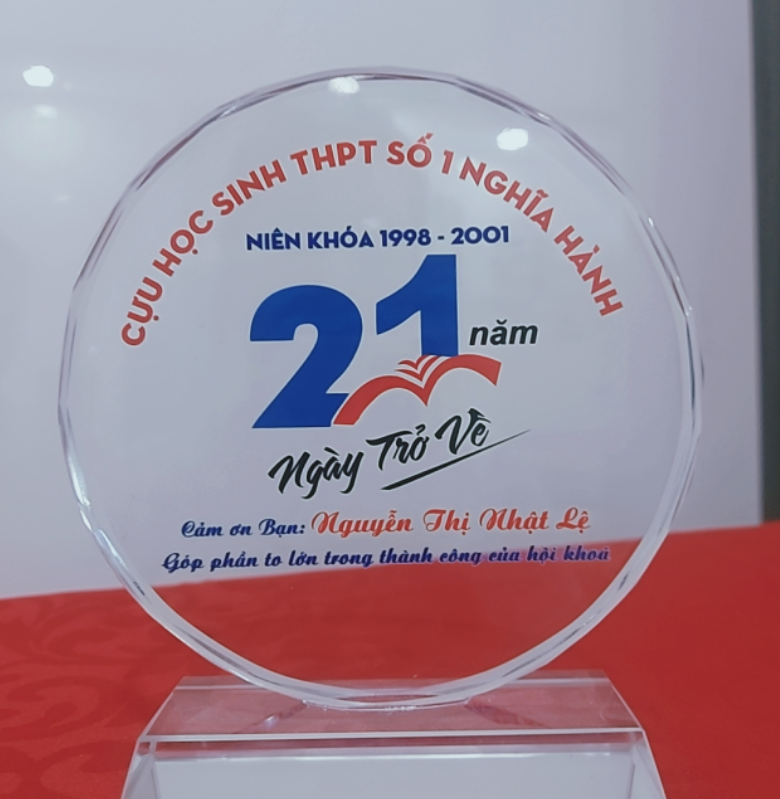 CỰU HỌC SINH THPT SỐ 1 NGHĨA HÀNH
NIÊN KHÓA 1998 - 2001
21 năm
Ngày Trở Về
Cảm ơn Bạn: Nguyễn Thị Nhật Lệ
Góp phần to lớn trong thành công của hội khoá